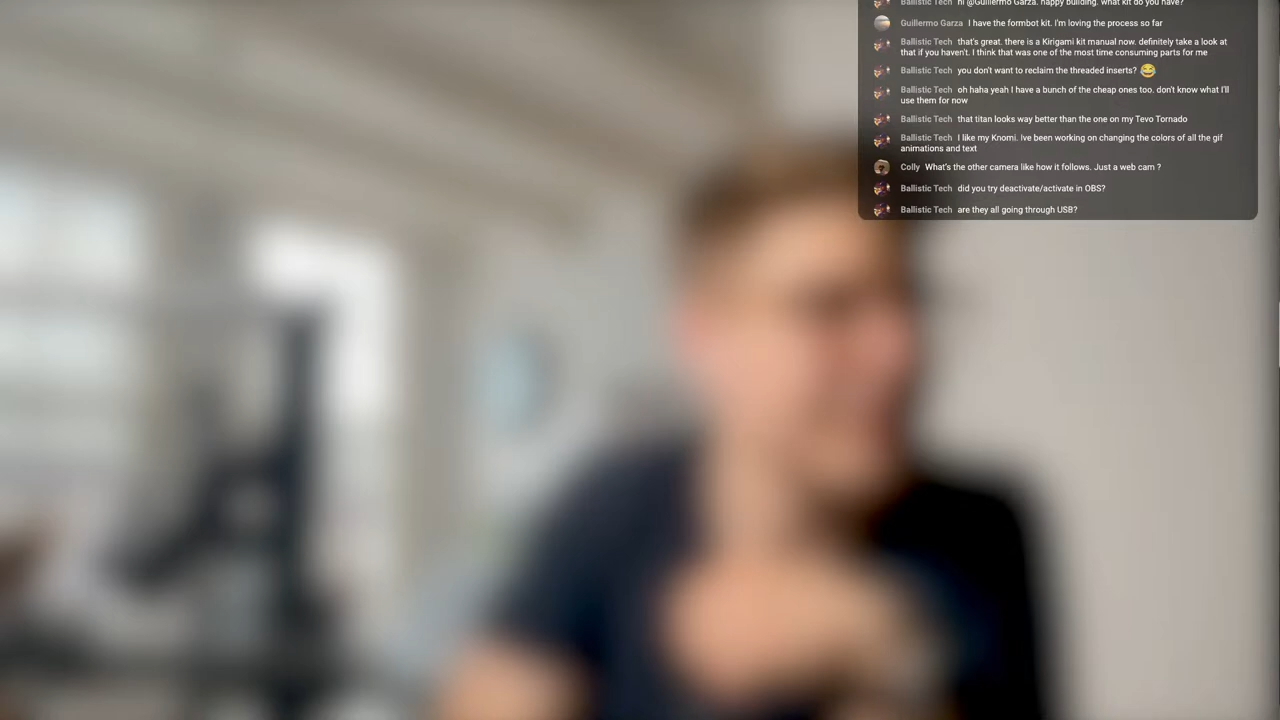 Ballistic Tech hi @Guillermo Garza. happy building. what kit do you have?
Guillermo Garza I have the formbot kit. I'm loving the process so far
Ballistic Tech that's great. there is a Kirigami kit manual now. definitely take a look at
that if you haven't. I think that was one of the most time consuming parts for me
Ballistic Tech you don't want to reclaim the threaded inserts? 😂
Ballistic Tech oh haha yeah I have a bunch of the cheap ones too. don't know what I'll
use them for now
Ballistic Tech that titan looks way better than the one on my Tevo Tornado
Ballistic Tech I like my Knomi. Ive been working on changing the colors of all the gif
animations and text
Colly What's the other camera like how it follows. Just a web cam ?
Ballistic Tech did you try deactivate/activate in OBS?
Ballistic Tech are they all going through USB?